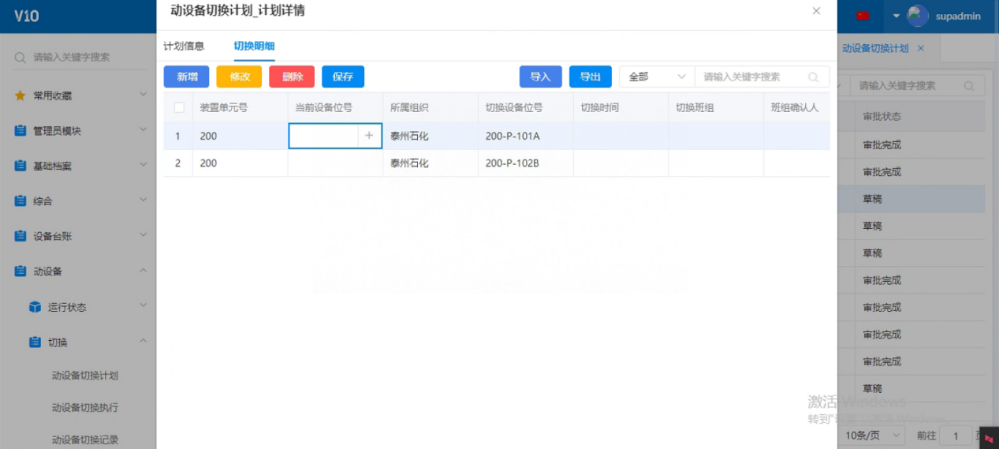 V10
动设备切换计划_计划详情
supadmin
请输入关键字搜索
计划信息
切换明细
动设备切换计划
新增
修改
删除
保存
导入
导出
全部
请输入关键字搜索
请输入关键字搜索
常用收藏
管理员模块
基础档案
综合
设备台账
动设备
运行状态
切换
动设备切换计划
动设备切换执行
动设备切换记录
装置单元号
当前设备位号
所属组织
切换设备位号
切换时间
切换班组
班组确认人
1
200
泰州石化
200-P-101A
2
200
泰州石化
200-P-102B
审批状态
审批完成
审批完成
草稿
草稿
草稿
审批完成
审批完成
审批完成
审批完成
草稿
激活 Windows
转到"设置"以激活 Windows。
10条/页
前往
1